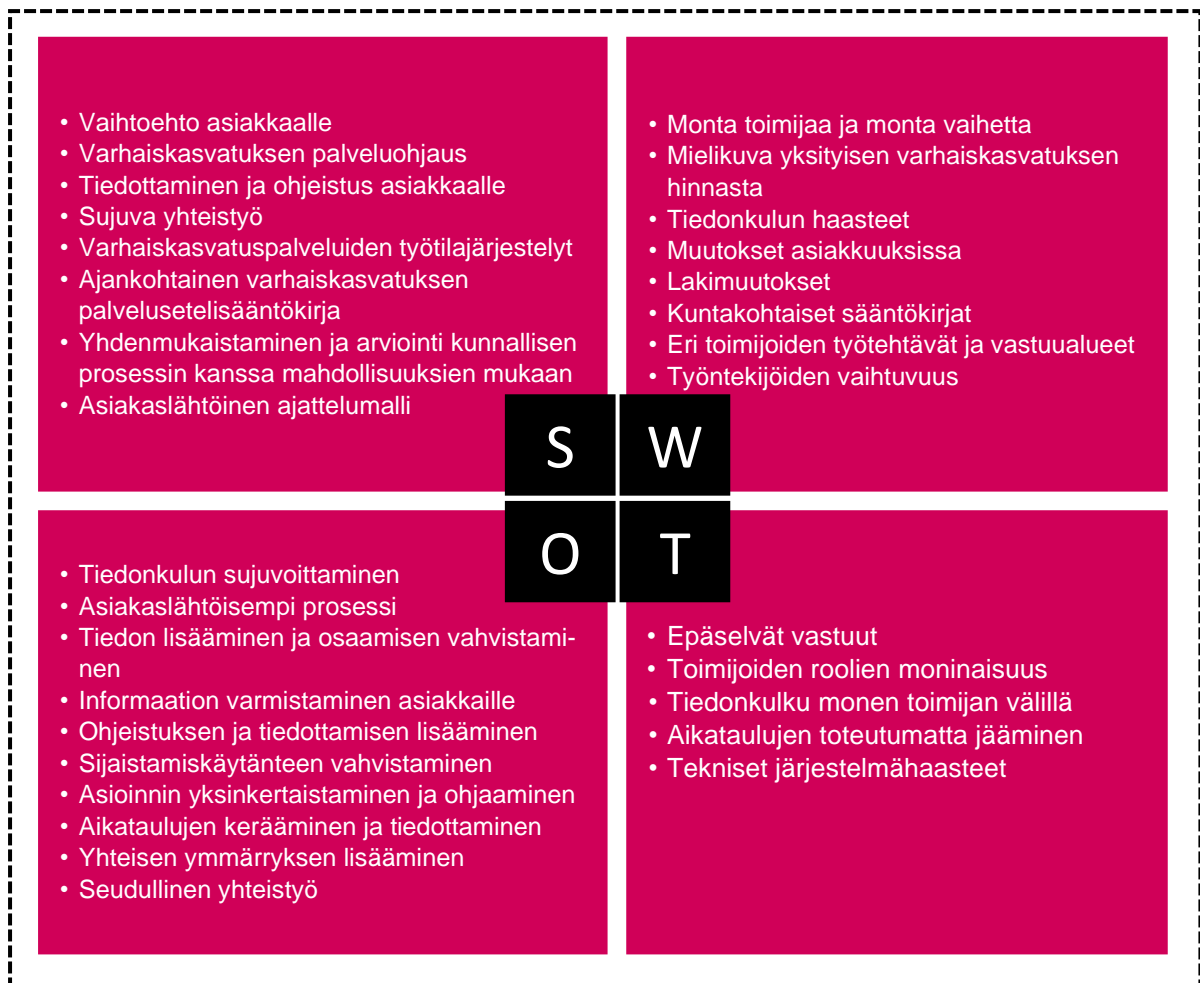 • Vaihtoehto asiakkaalle
• Varhaiskasvatuksen palveluohjaus
• Tiedottaminen ja ohjeistus asiakkaalle
• Sujuva yhteistyö
• Varhaiskasvatuspalveluiden työtilajärjestelyt
• Ajankohtainen varhaiskasvatuksen
palvelusetelisääntökirja
• Yhdenmukaistaminen ja arviointi kunnallisen
prosessin kanssa mahdollisuuksien mukaan
• Asiakaslähtöinen ajattelumalli
• Monta toimijaa ja monta vaihetta
• Mielikuva yksityisen varhaiskasvatuksen
hinnasta
• Tiedonkulun haasteet
• Muutokset asiakkuuksissa
• Lakimuutokset
• Kuntakohtaiset sääntökirjat
• Eri toimijoiden työtehtävät ja vastuualueet
• Työntekijöiden vaihtuvuus
S W
O T
• Tiedonkulun sujuvoittaminen
• Asiakaslähtöisempi prosessi
• Tiedon lisääminen ja osaamisen vahvistami-
nen
• Informaation varmistaminen asiakkaille
• Ohjeistuksen ja tiedottamisen lisääminen
• Sijaistamiskäytänteen vahvistaminen
• Asioinnin yksinkertaistaminen ja ohjaaminen
• Aikataulujen kerääminen ja tiedottaminen
• Yhteisen ymmärryksen lisääminen
• Seudullinen yhteistyö
• Epäselvät vastuut
• Toimijoiden roolien moninaisuus
• Tiedonkulku monen toimijan välillä
• Aikataulujen toteutumatta jääminen
• Tekniset järjestelmähaasteet